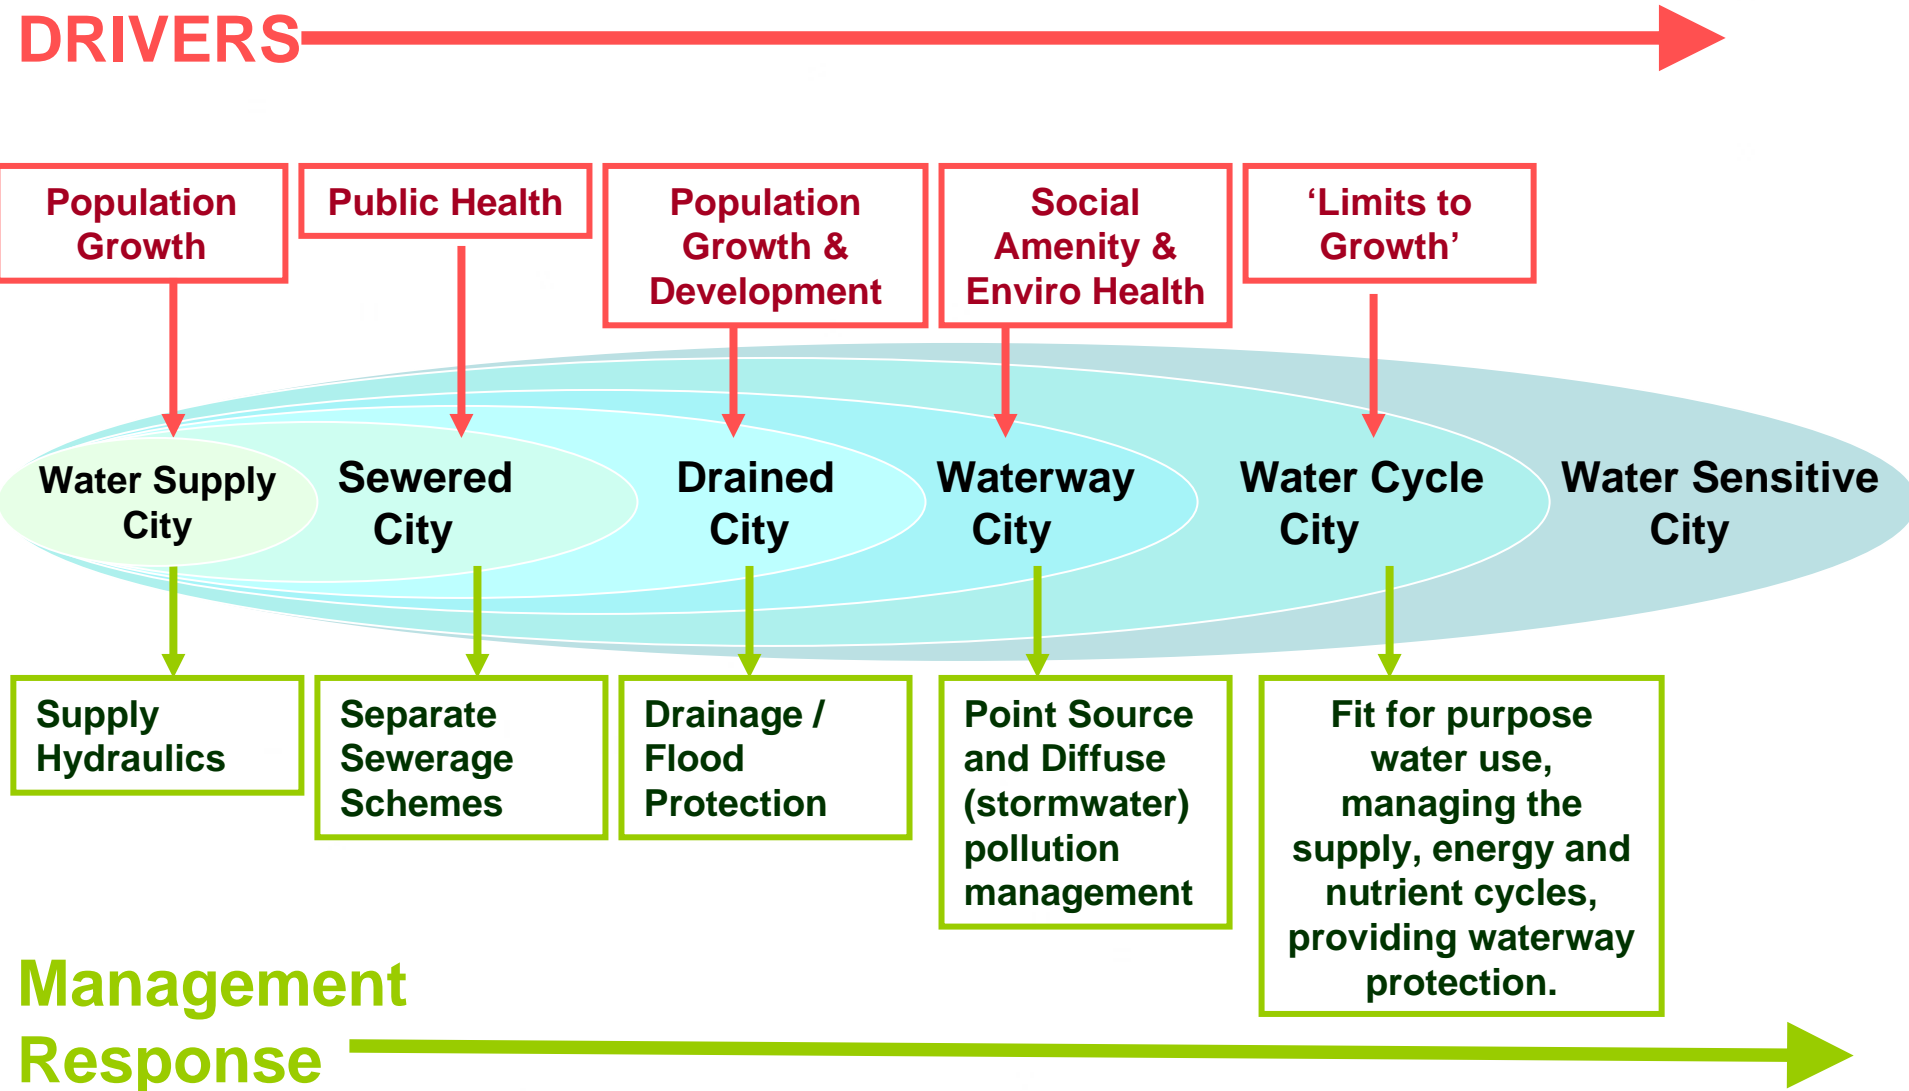 DRIVERS
Population
Growth
Public Health
Population
Growth &
Development
Social
Amenity &
Enviro Health
‘Limits to
Growth’
Water Supply
City
Sewered
City
Drained
City
Waterway
City
Water Cycle
City
Water Sensitive
City
Supply
Hydraulics
Separate
Sewerage
Schemes
Drainage /
Flood
Protection
Point Source
and Diffuse
(stormwater)
pollution
management
Fit for purpose
water use,
managing the
supply, energy and
nutrient cycles,
providing waterway
protection.
Management
Response